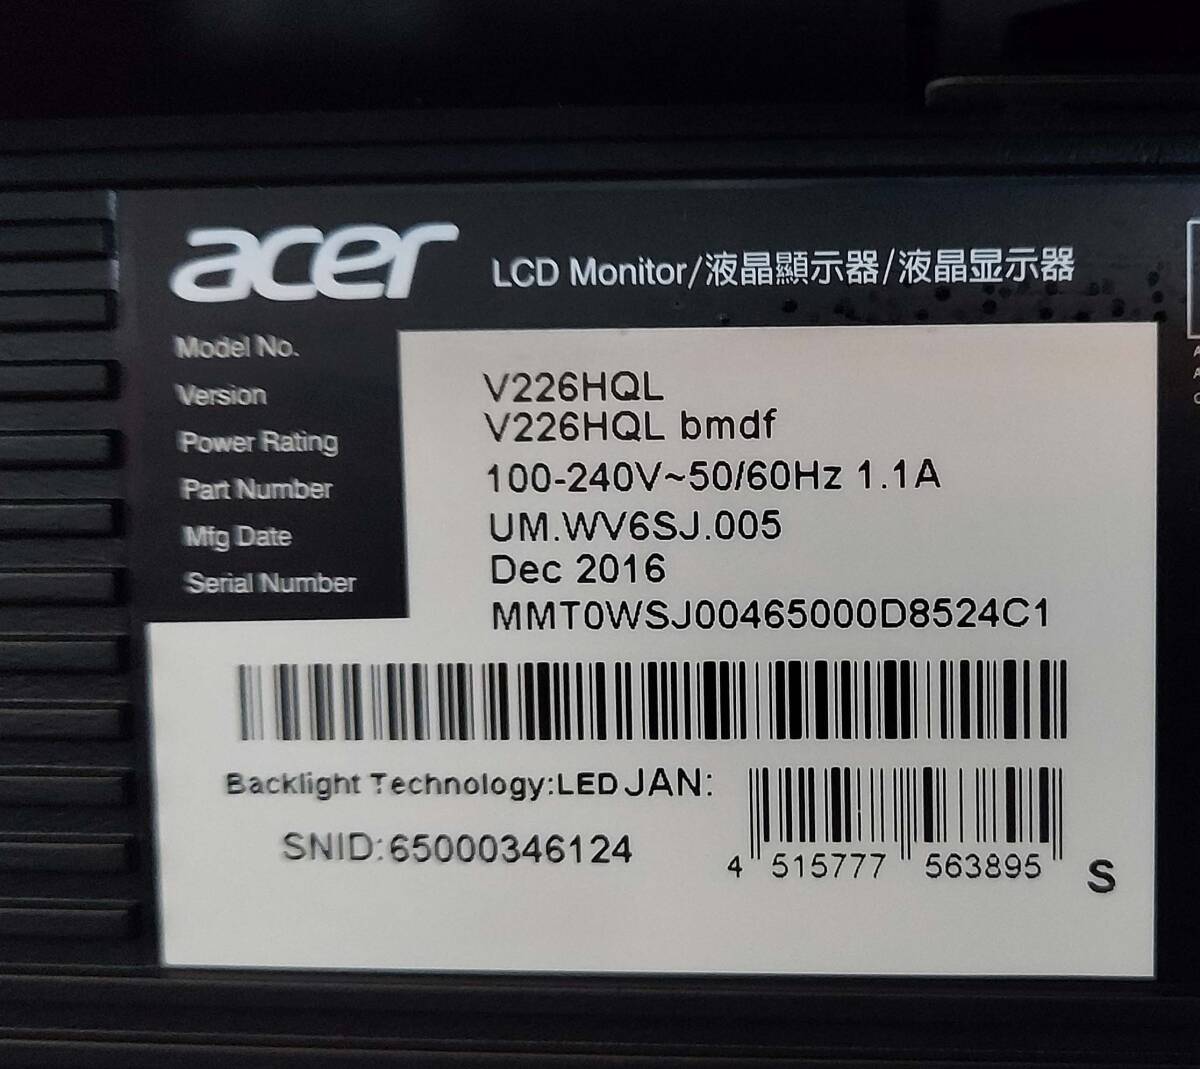 acer LCD Monitor/液晶顯示器/液晶显示器
Model No. V226HQL
Version V226HQL bmdf
Power Rating 100-240V~50/60Hz 1.1A
Part Number UM.WV6SJ.005
Mfg Date Dec 2016
Serial Number MMT0WSJ00465000D8524C1
Backlight Technology:LED JAN:
SNID:65000346124
4 515777 563895 S